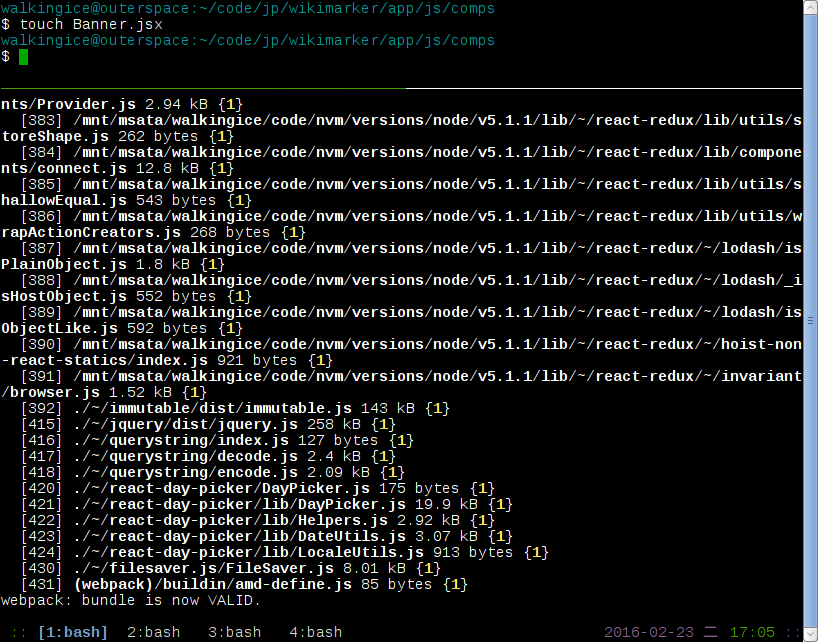 walkingice@outerspace:~/code/jp/wikimarker/app/js/comps
$ touch Banner.jsx
walkingice@outerspace:~/code/jp/wikimarker/app/js/comps
$
nts/Provider.js 2.94 kB {1}
[383] /mnt/msata/walkingice/code/nvm/versions/node/v5.1.1/lib/~/react-redux/lib/utils/s
toreShape.js 262 bytes {1}
[384] /mnt/msata/walkingice/code/nvm/versions/node/v5.1.1/lib/~/react-redux/lib/compone
nts/connect.js 12.8 kB {1}
[385] /mnt/msata/walkingice/code/nvm/versions/node/v5.1.1/lib/~/react-redux/lib/utils/s
hallowEqual.js 543 bytes {1}
[386] /mnt/msata/walkingice/code/nvm/versions/node/v5.1.1/lib/~/react-redux/lib/utils/w
rapActionCreators.js 268 bytes {1}
[387] /mnt/msata/walkingice/code/nvm/versions/node/v5.1.1/lib/~/react-redux/~/lodash/is
PlainObject.js 1.8 kB {1}
[388] /mnt/msata/walkingice/code/nvm/versions/node/v5.1.1/lib/~/react-redux/~/lodash/_i
sHostObject.js 552 bytes {1}
[389] /mnt/msata/walkingice/code/nvm/versions/node/v5.1.1/lib/~/react-redux/~/lodash/is
ObjectLike.js 592 bytes {1}
[390] /mnt/msata/walkingice/code/nvm/versions/node/v5.1.1/lib/~/react-redux/~/hoist-non
-react-statics/index.js 921 bytes {1}
[391] /mnt/msata/walkingice/code/nvm/versions/node/v5.1.1/lib/~/react-redux/~/invariant
/browser.js 1.52 kB {1}
[392] ./~/immutable/dist/immutable.js 143 kB {1}
[415] ./~/jquery/dist/jquery.js 258 kB {1}
[416] ./~/querystring/index.js 127 bytes {1}
[417] ./~/querystring/decode.js 2.4 kB {1}
[418] ./~/querystring/encode.js 2.09 kB {1}
[420] ./~/react-day-picker/DayPicker.js 175 bytes {1}
[421] ./~/react-day-picker/lib/DayPicker.js 19.9 kB {1}
[422] ./~/react-day-picker/lib/Helpers.js 2.92 kB {1}
[423] ./~/react-day-picker/lib/DateUtils.js 3.07 kB {1}
[424] ./~/react-day-picker/lib/LocaleUtils.js 913 bytes {1}
[430] ./~/filesaver.js/FileSaver.js 8.01 kB {1}
[431] (webpack)/buildin/amd-define.js 85 bytes {1}
webpack: bundle is now VALID.
:: [1:bash] 2:bash 3:bash 4:bash 2016-02-23 二 17:05 ::